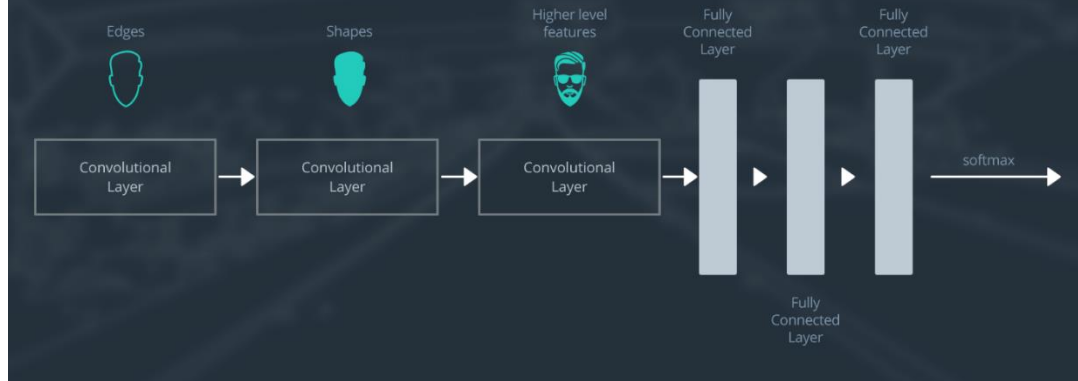 Edges
Shapes
Higher level
features
Fully
Connected
Layer
Fully
Connected
Layer
Convolutional
Layer
Convolutional
Layer
Convolutional
Layer
softmax
Fully
Connected
Layer